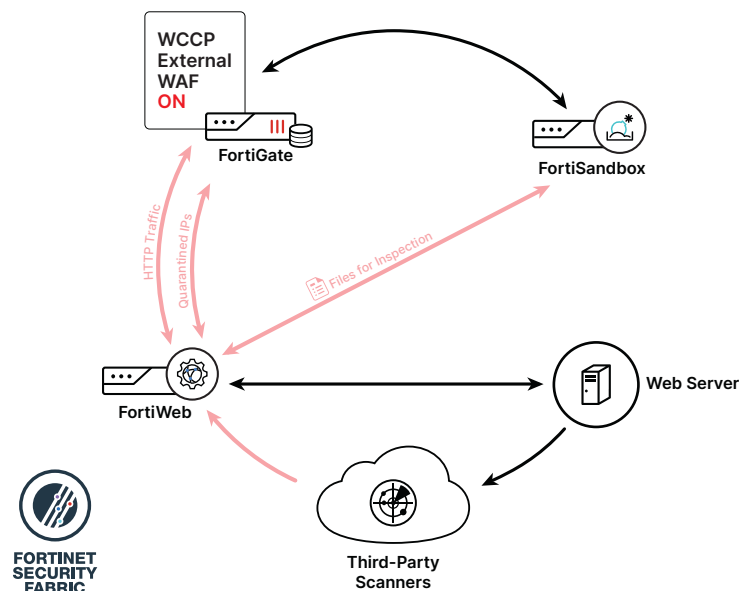 WCCP
External
WAF
ON
FortiGate
FortiSandbox
HTTP Traffic
Quarantined IPs
Files for Inspection
FortiWeb
Web Server
Third-Party
Scanners
FORTINET
SECURITY
FABRIC